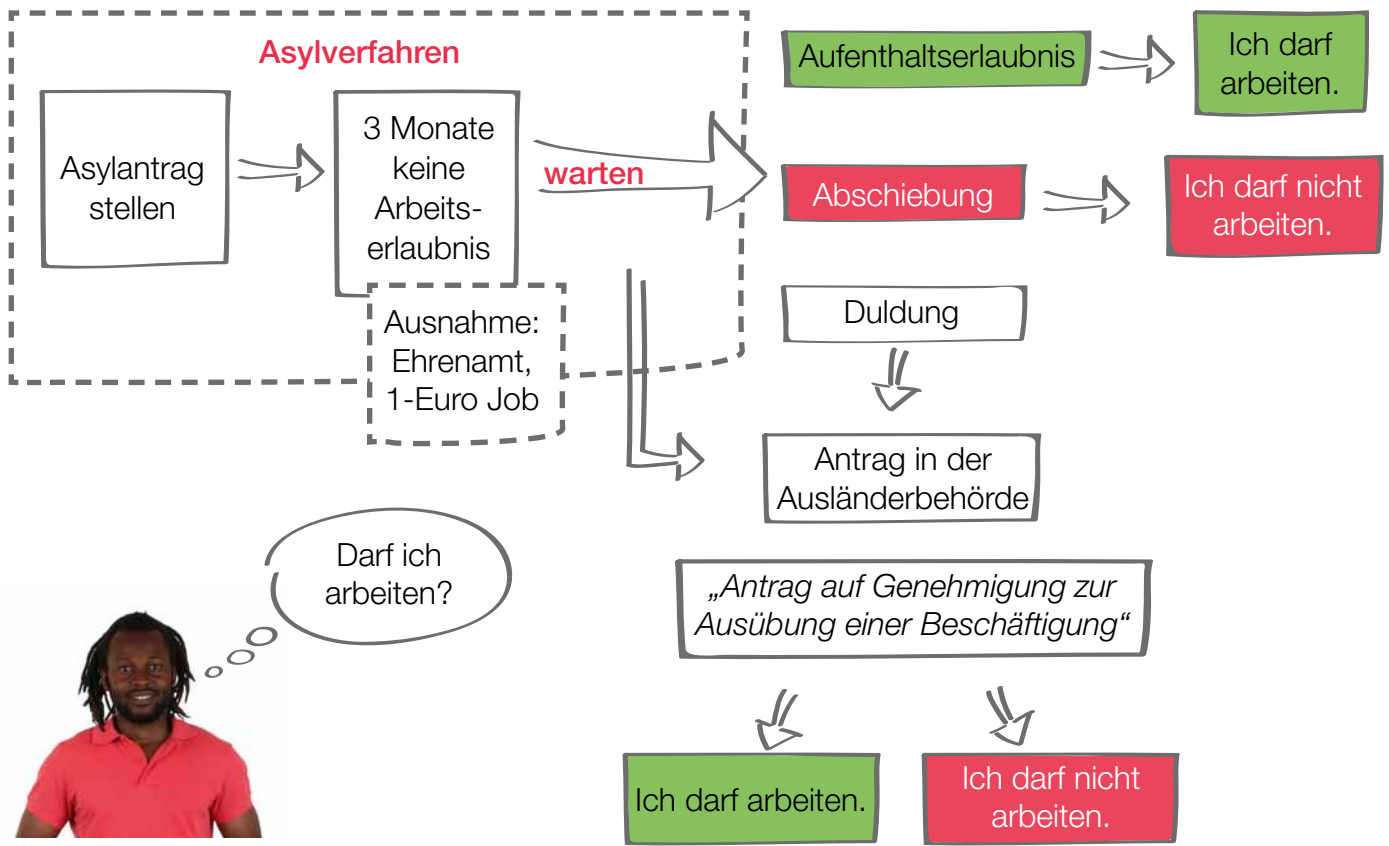 Asylverfahren
Asylantrag
stellen
3 Monate
keine
Arbeits-
erlaubnis
Ausnahme:
Ehrenamt,
1-Euro Job
warten
Aufenthaltserlaubnis
Ich darf
arbeiten.
Abschiebung
Ich darf nicht
arbeiten.
Duldung
Antrag in der
Ausländerbehörde
„Antrag auf Genehmigung zur
Ausübung einer Beschäftigung“
Ich darf arbeiten.
Ich darf nicht
arbeiten.
Darf ich
arbeiten?